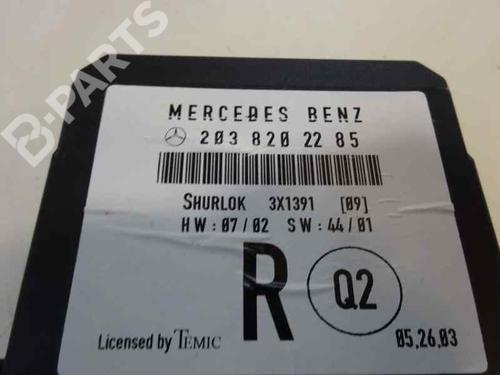 B-PARTS
MERCEDES BENZ
203 820 22 85
SHURLOK 3X1391 [09]
HW : 07 / 02 SW : 44 / 01
R Q2
Licensed by TEMIC 05,26,03